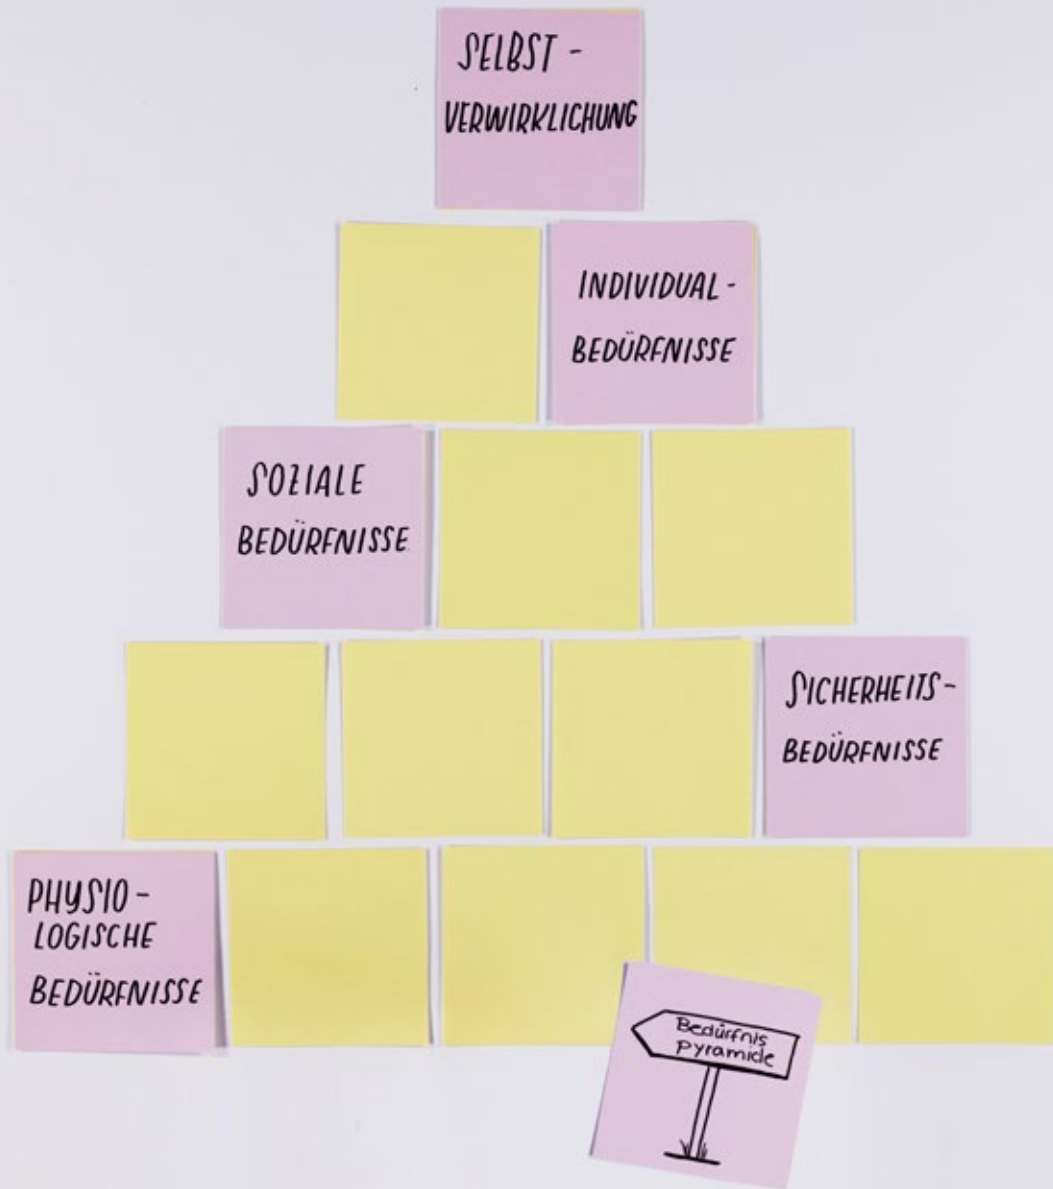 SELBST-
VERWIRKLICHUNG
INDIVIDUAL-
BEDÜRFNISSE
SOZIALE
BEDÜRFNISSE
SICHERHEITS-
BEDÜRFNISSE
PHYSIO-
LOGISCHE
BEDÜRFNISSE
Bedürfnis
pyramide